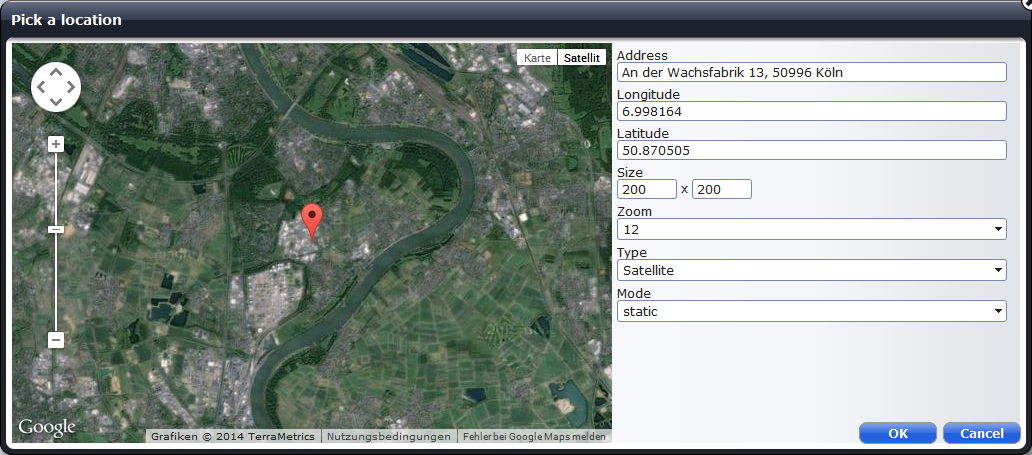 Pick a location
Karte
Satellit
Google
Grafiken © 2014 TerraMetrics
Nutzungsbedingungen
Fehler bei Google Maps melden
Address
An der Wachsfabrik 13, 50996 Köln
Longitude
6.998164
Latitude
50.870505
Size
200 x 200
Zoom
12
Type
Satellite
Mode
static
OK
Cancel